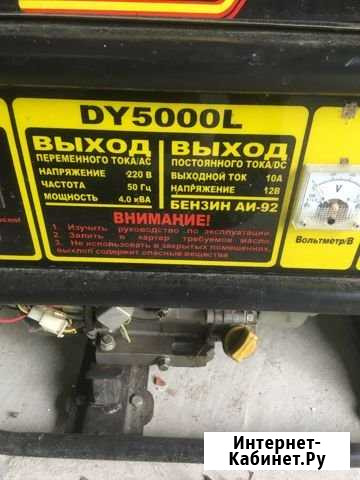 DY5000L
ВЫХОД
ПЕРЕМЕННОГО ТОКА/АС
НАПРЯЖЕНИЕ 220 В
ЧАСТОТА 50 Гц
МОЩНОСТЬ 4.0 кВА
ВЫХОД
ПОСТОЯННОГО ТОКА/DC
ВЫХОДНОЙ ТОК 10А
НАПРЯЖЕНИЕ 12В
БЕНЗИН АИ-92
ВНИМАНИЕ!
1. Изучить руководство по эксплуатации.
2. Залить в картер требуемое масло
3. Не использовать в закрытых помещениях
выхлоп содержит опасные вещества
V
Вольтметр/В
Интернет-
Кабинет.Ру